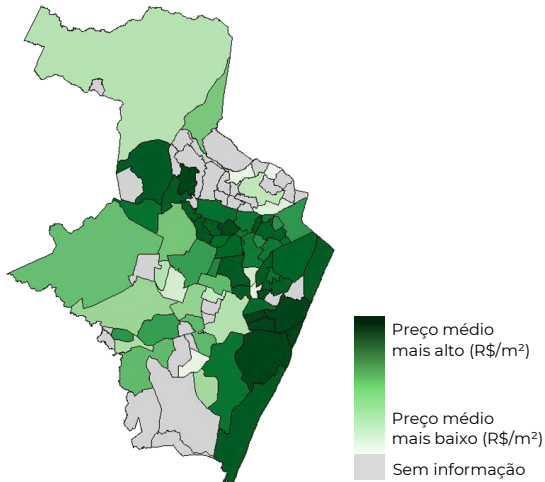 Preço médio
mais alto (R$/m²)
Preço médio
mais baixo (R$/m²)
Sem informação